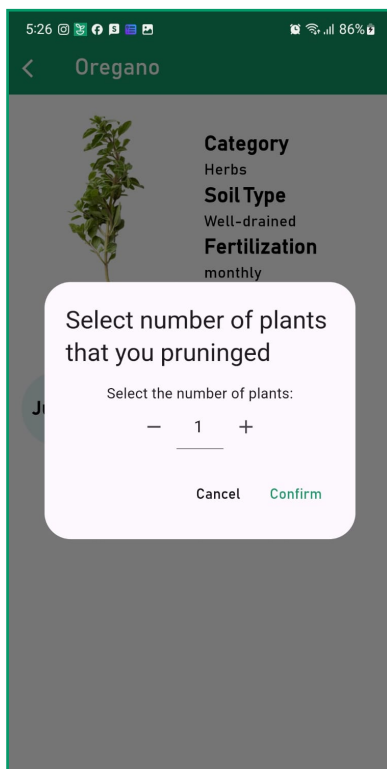 5:26
86%
Oregano
Category
Herbs
Soil Type
Well-drained
Fertilization
monthly
Select number of plants
that you pruninged
Select the number of plants:
− 1 +
Cancel Confirm